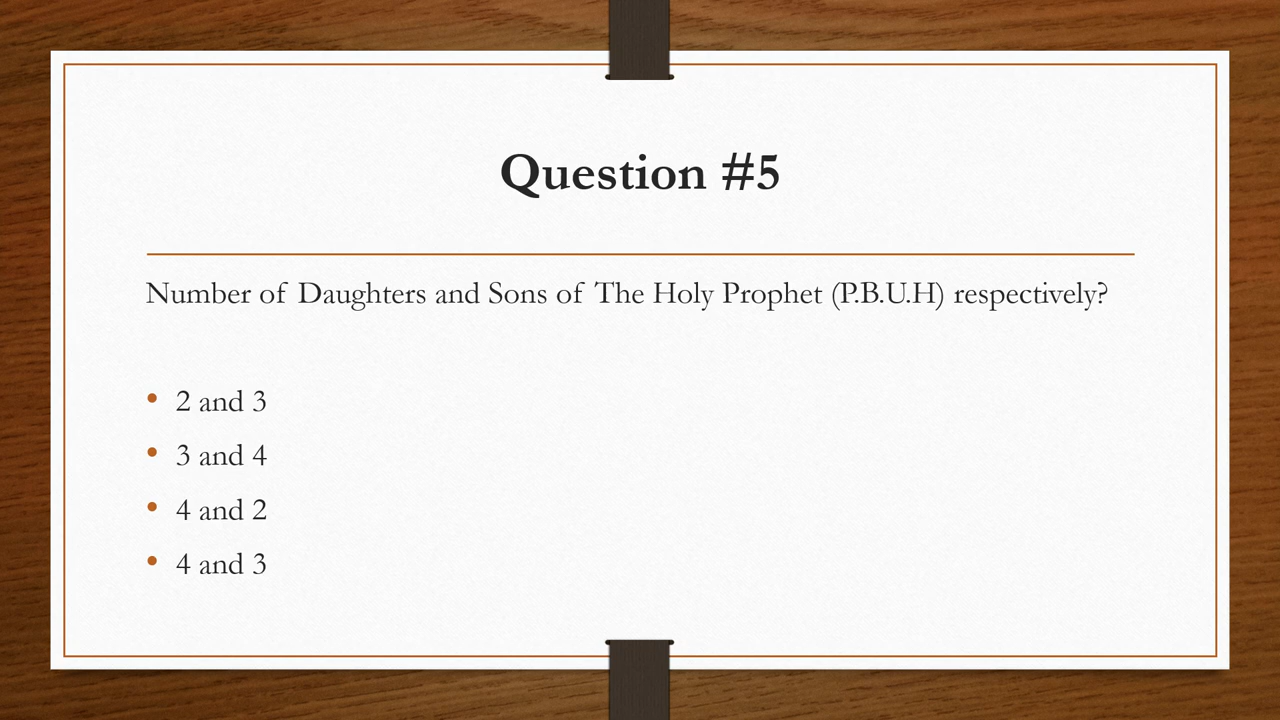 Question #5
Number of Daughters and Sons of The Holy Prophet (P.B.U.H) respectively?
• 2 and 3
• 3 and 4
• 4 and 2
• 4 and 3